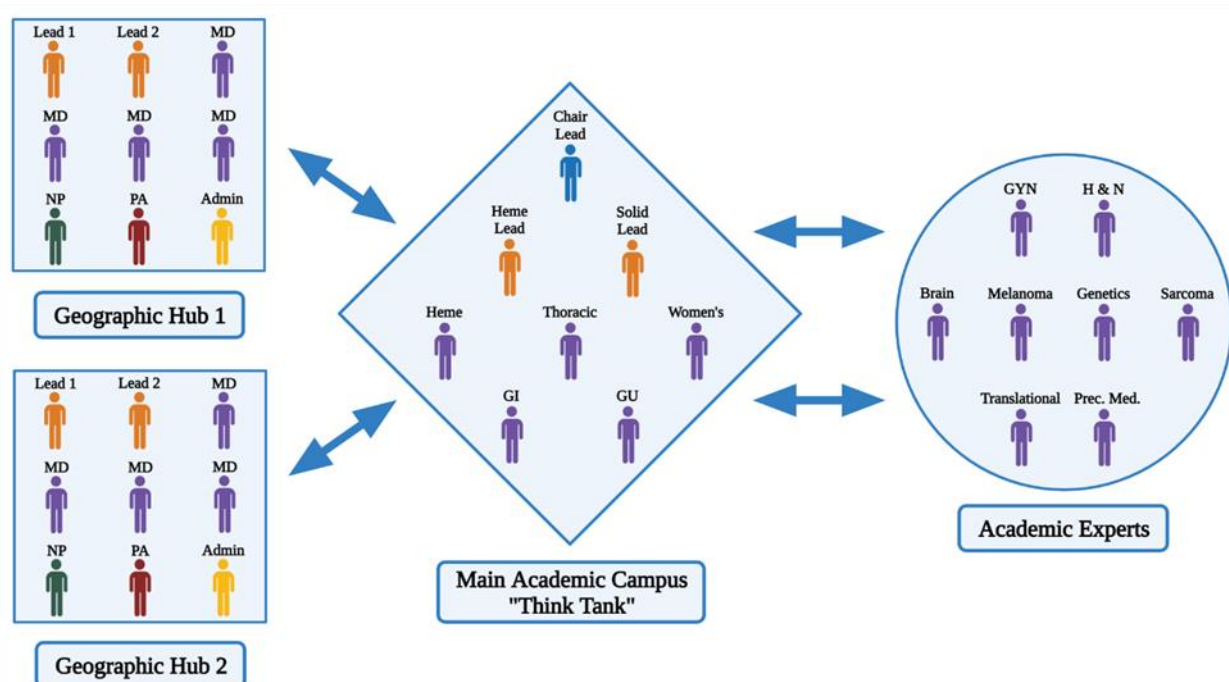 Lead 1
Lead 2
MD
MD
MD
MD
NP
PA
Admin
Geographic Hub 1
Lead 1
Lead 2
MD
MD
MD
MD
NP
PA
Admin
Geographic Hub 2
Chair
Lead
Heme
Lead
Solid
Lead
Heme
Thoracic
Women's
GI
GU
Main Academic Campus
"Think Tank"
GYN
H & N
Brain
Melanoma
Genetics
Sarcoma
Translational
Prec. Med.
Academic Experts